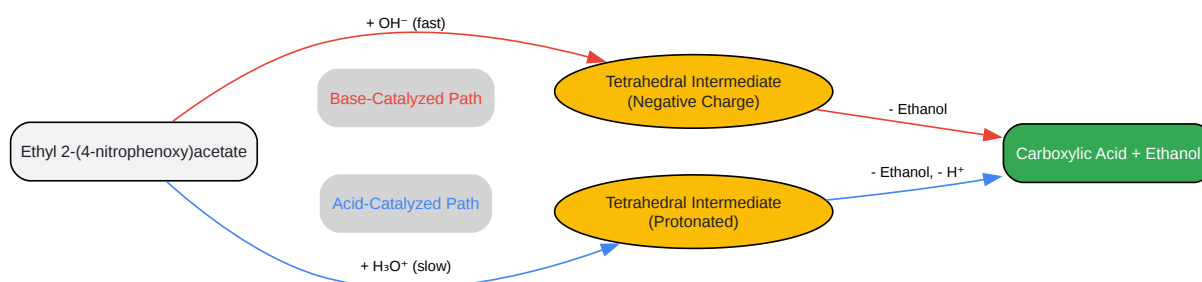 + OH⁻ (fast)
Tetrahedral Intermediate
(Negative Charge)
Base-Catalyzed Path
- Ethanol
Ethyl 2-(4-nitrophenoxy)acetate
Carboxylic Acid + Ethanol
- Ethanol, - H⁺
Acid-Catalyzed Path
Tetrahedral Intermediate
(Protonated)
+ H₃O⁺ (slow)